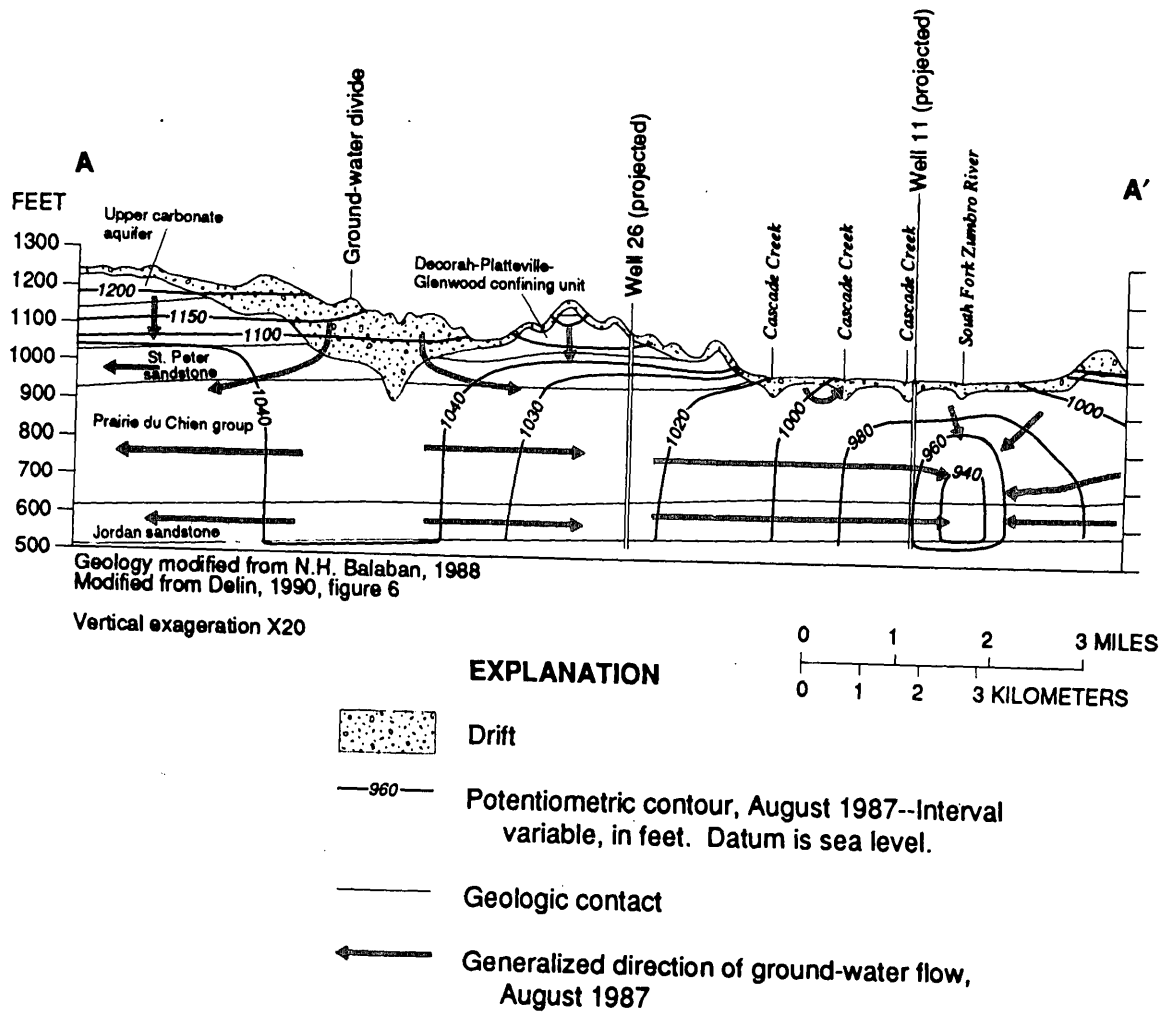 A
A'
FEET
Upper carbonate
aquifer
Ground-water divide
Decorah-Platteville-
Glenwood confining unit
Well 26 (projected)
Cascade Creek
Cascade Creek
Cascade Creek
Well 11 (projected)
South Fork Zumbro River
1300
1200
1100
1000
900
800
700
600
500
1200
1150
1100
St. Peter
sandstone
1040
1040
1030
1020
1000
980
960
940
1000
Prairie du Chien group
Jordan sandstone
Geology modified from N.H. Balaban, 1988
Modified from Delin, 1990, figure 6
Vertical exageration X20
0 1 2 3 MILES
0 1 2 3 KILOMETERS
EXPLANATION
Drift
960
Potentiometric contour, August 1987--Interval
variable, in feet. Datum is sea level.
Geologic contact
Generalized direction of ground-water flow,
August 1987